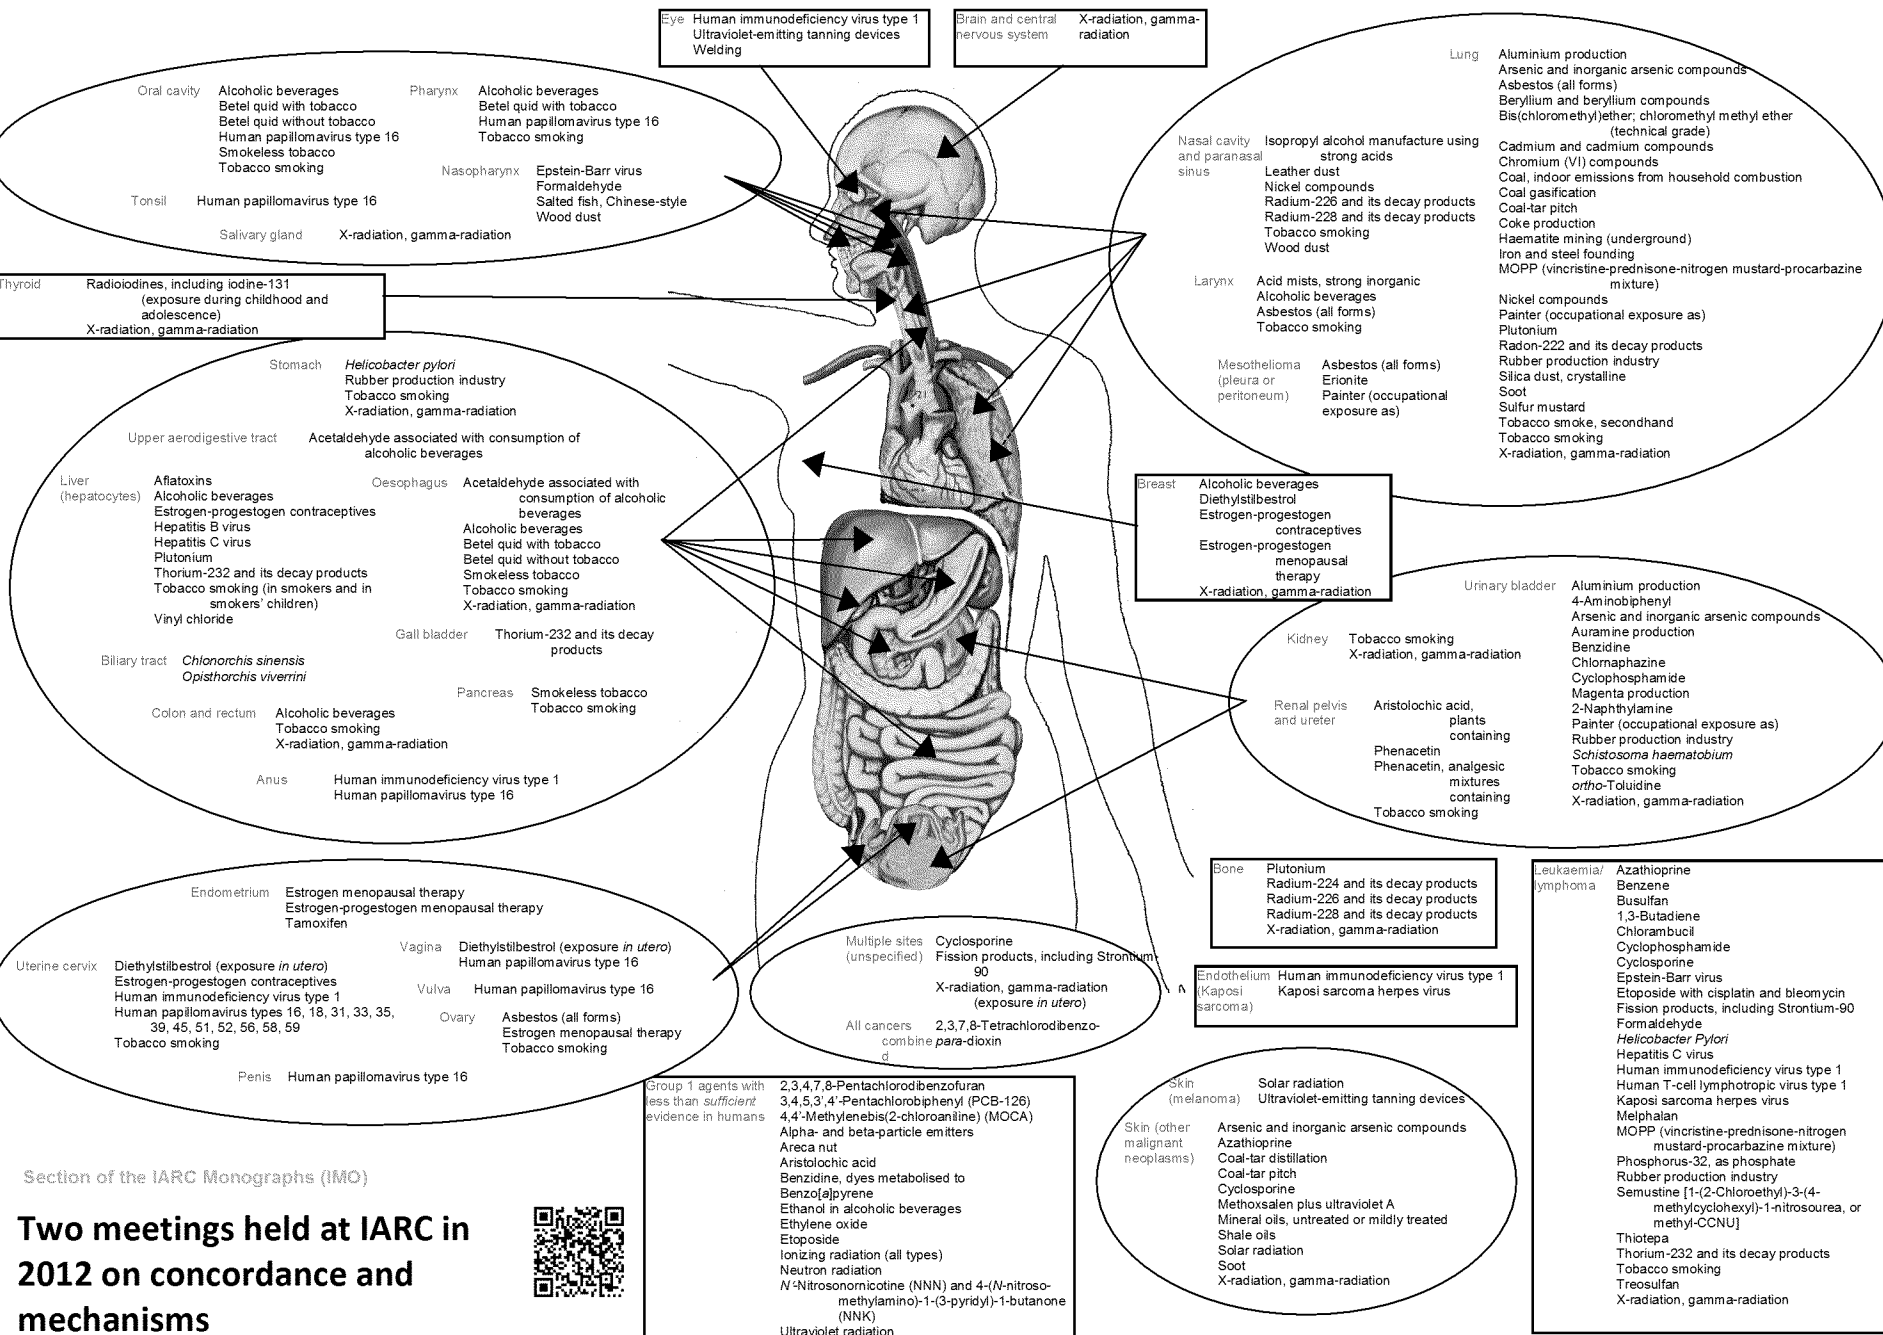 Eye Human immunodeficiency virus type 1
Ultraviolet-emitting tanning devices
Welding
Brain and central nervous system X-radiation, gamma-
radiation
Oral cavity Alcoholic beverages
Betel quid with tobacco
Betel quid without tobacco
Human papillomavirus type 16
Smokeless tobacco
Tobacco smoking
Pharynx Alcoholic beverages
Betel quid with tobacco
Human papillomavirus type 16
Tobacco smoking
Nasopharynx Epstein-Barr virus
Formaldehyde
Salted fish, Chinese-style
Wood dust
Tonsil Human papillomavirus type 16
Salivary gland X-radiation, gamma-radiation
Thyroid Radioiodines, including iodine-131
(exposure during childhood and
adolescence)
X-radiation, gamma-radiation
Stomach Helicobacter pylori
Rubber production industry
Tobacco smoking
X-radiation, gamma-radiation
Upper aerodigestive tract Acetaldehyde associated with consumption of
alcoholic beverages
Liver
(hepatocytes)
Aflatoxins
Alcoholic beverages
Estrogen-progestogen contraceptives
Hepatitis B virus
Hepatitis C virus
Plutonium
Thorium-232 and its decay products
Tobacco smoking (in smokers and in
smokers’ children)
Vinyl chloride
Oesophagus Acetaldehyde associated with
consumption of alcoholic
beverages
Alcoholic beverages
Betel quid with tobacco
Betel quid without tobacco
Smokeless tobacco
Tobacco smoking
X-radiation, gamma-radiation
Gall bladder Thorium-232 and its decay
products
Biliary tract Chlonorchis sinensis
Opisthorchis viverrini
Pancreas Smokeless tobacco
Tobacco smoking
Colon and rectum Alcoholic beverages
Tobacco smoking
X-radiation, gamma-radiation
Anus Human immunodeficiency virus type 1
Human papillomavirus type 16
Endometrium Estrogen menopausal therapy
Estrogen-progestogen menopausal therapy
Tamoxifen
Vagina Diethylstilbestrol (exposure in utero)
Human papillomavirus type 16
Uterine cervix Diethylstilbestrol (exposure in utero)
Estrogen-progestogen contraceptives
Human immunodeficiency virus type 1
Human papillomavirus types 16, 18, 31, 33, 35,
39, 45, 51, 52, 56, 58, 59
Tobacco smoking
Vulva Human papillomavirus type 16
Ovary Asbestos (all forms)
Estrogen menopausal therapy
Tobacco smoking
Penis Human papillomavirus type 16
Lung Aluminium production
Arsenic and inorganic arsenic compounds
Asbestos (all forms)
Beryllium and beryllium compounds
Bis(chloromethyl)ether; chloromethyl methyl ether
(technical grade)
Cadmium and cadmium compounds
Chromium (VI) compounds
Coal, indoor emissions from household combustion
Coal gasification
Coal-tar pitch
Coke production
Haematite mining (underground)
Iron and steel founding
MOPP (vincristine-prednisone-nitrogen mustard-procarbazine
mixture)
Nickel compounds
Painter (occupational exposure as)
Plutonium
Radon-222 and its decay products
Rubber production industry
Silica dust, crystalline
Soot
Sulfur mustard
Tobacco smoke, secondhand
Tobacco smoking
X-radiation, gamma-radiation
Nasal cavity
and paranasal
sinus
Isopropyl alcohol manufacture using
strong acids
Leather dust
Nickel compounds
Radium-226 and its decay products
Radium-228 and its decay products
Tobacco smoking
Wood dust
Larynx Acid mists, strong inorganic
Alcoholic beverages
Asbestos (all forms)
Tobacco smoking
Mesothelioma
(pleura or
peritoneum)
Asbestos (all forms)
Erionite
Painter (occupational
exposure as)
Breast Alcoholic beverages
Diethylstilbestrol
Estrogen-progestogen
contraceptives
Estrogen-progestogen
menopausal
therapy
X-radiation, gamma-radiation
Urinary bladder Aluminium production
4-Aminobiphenyl
Arsenic and inorganic arsenic compounds
Auramine production
Benzidine
Chlornaphazine
Cyclophosphamide
Magenta production
2-Naphthylamine
Painter (occupational exposure as)
Rubber production industry
Schistosoma haematobium
Tobacco smoking
ortho-Toluidine
X-radiation, gamma-radiation
Kidney Tobacco smoking
X-radiation, gamma-radiation
Renal pelvis
and ureter
Aristolochic acid,
plants
containing
Phenacetin
Phenacetin, analgesic
mixtures
containing
Tobacco smoking
Bone Plutonium
Radium-224 and its decay products
Radium-226 and its decay products
Radium-228 and its decay products
X-radiation, gamma-radiation
Endothelium
(Kaposi
sarcoma)
Human immunodeficiency virus type 1
Kaposi sarcoma herpes virus
Leukaemia/
lymphoma
Azathioprine
Benzene
Busulfan
1,3-Butadiene
Chlorambucil
Cyclophosphamide
Cyclosporine
Epstein-Barr virus
Etoposide with cisplatin and bleomycin
Fission products, including Strontium-90
Formaldehyde
Helicobacter Pylori
Hepatitis C virus
Human immunodeficiency virus type 1
Human T-cell lymphotropic virus type 1
Kaposi sarcoma herpes virus
Melphalan
MOPP (vincristine-prednisone-nitrogen
mustard-procarbazine mixture)
Phosphorus-32, as phosphate
Rubber production industry
Semustine [1-(2-Chloroethyl)-3-(4-
methylcyclohexyl)-1-nitrosourea, or
methyl-CCNU]
Thiotepa
Thorium-232 and its decay products
Tobacco smoking
Treosulfan
X-radiation, gamma-radiation
Multiple sites
(unspecified)
Cyclosporine
Fission products, including Strontium-
90
X-radiation, gamma-radiation
(exposure in utero)
All cancers
combine
d
2,3,7,8-Tetrachlorodibenzo-
para-dioxin
Group 1 agents with
less than sufficient
evidence in humans
2,3,4,7,8-Pentachlorodibenzofuran
3,4,5,3’,4’-Pentachlorobiphenyl (PCB-126)
4,4’-Methylenebis(2-chloroaniline) (MOCA)
Alpha- and beta-particle emitters
Areca nut
Aristolochic acid
Benzidine, dyes metabolised to
Benzo[a]pyrene
Ethanol in alcoholic beverages
Ethylene oxide
Etoposide
Ionizing radiation (all types)
Neutron radiation
N’-Nitrosonornicotine (NNN) and 4-(N-nitroso-
methylamino)-1-(3-pyridyl)-1-butanone
(NNK)
Ultraviolet radiation
Skin
(melanoma)
Solar radiation
Ultraviolet-emitting tanning devices
Skin (other
malignant
neoplasms)
Arsenic and inorganic arsenic compounds
Azathioprine
Coal-tar distillation
Coal-tar pitch
Cyclosporine
Methoxsalen plus ultraviolet A
Mineral oils, untreated or mildly treated
Shale oils
Solar radiation
Soot
X-radiation, gamma-radiation
Section of the IARC Monographs (IMO)
Two meetings held at IARC in
2012 on concordance and
mechanisms